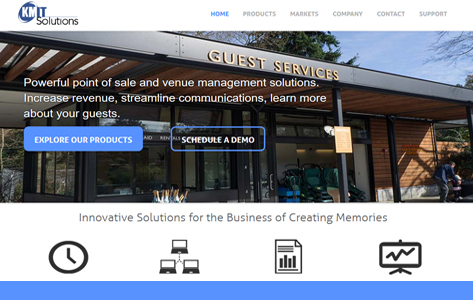 KMIT
Solutions
HOME PRODUCTS MARKETS COMPANY CONTACT SUPPORT
GUEST SERVICES
Powerful point of sale and venue management solutions.
Increase revenue, streamline communications, learn more
about your guests.
EXPLORE OUR PRODUCTS
AID RENTALS
SCHEDULE A DEMO
Innovative Solutions for the Business of Creating Memories